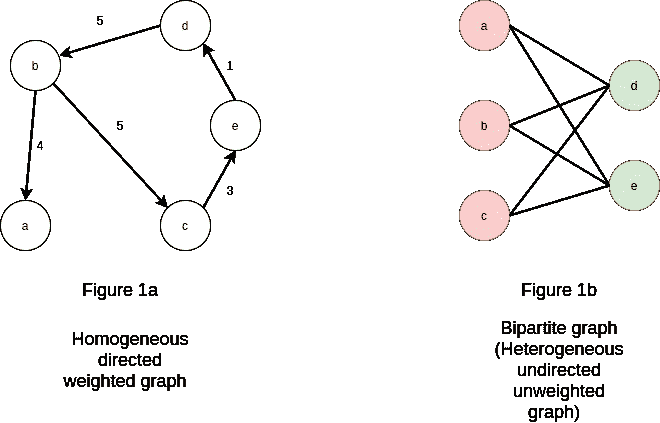 5
d
b
1
5
e
4
3
a
c
Figure 1a
Homogeneous
directed
weighted graph
a
d
b
e
c
Figure 1b
Bipartite graph
(Heterogeneous
undirected
unweighted
graph)